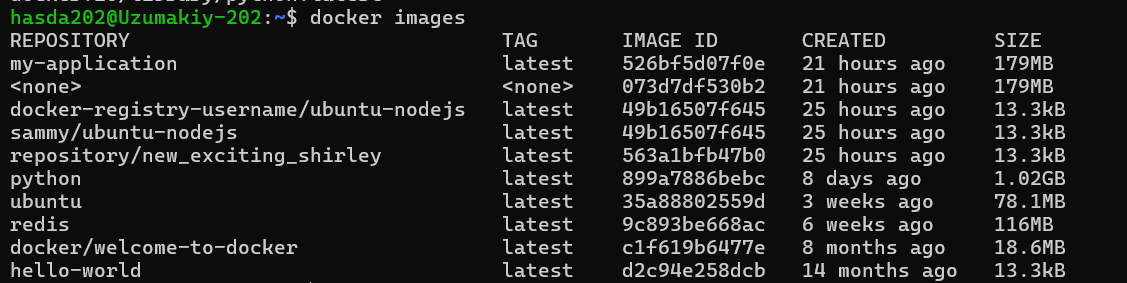 hasda202@Uzumakiy-202:~$ docker images
REPOSITORY TAG IMAGE ID CREATED SIZE
my-application latest 526bf5d07f0e 21 hours ago 179MB
<none> <none> 073d7df530b2 21 hours ago 179MB
docker-registry-username/ubuntu-nodejs latest 49b16507f645 25 hours ago 13.3kB
sammy/ubuntu-nodejs latest 49b16507f645 25 hours ago 13.3kB
repository/new_exciting_shirley latest 563a1bfb47b0 25 hours ago 13.3kB
python latest 899a7886bebc 8 days ago 1.02GB
ubuntu latest 35a88802559d 3 weeks ago 78.1MB
redis latest 9c893be668ac 6 weeks ago 116MB
docker/welcome-to-docker latest c1f619b6477e 8 months ago 18.6MB
hello-world latest d2c94e258dcb 14 months ago 13.3kB